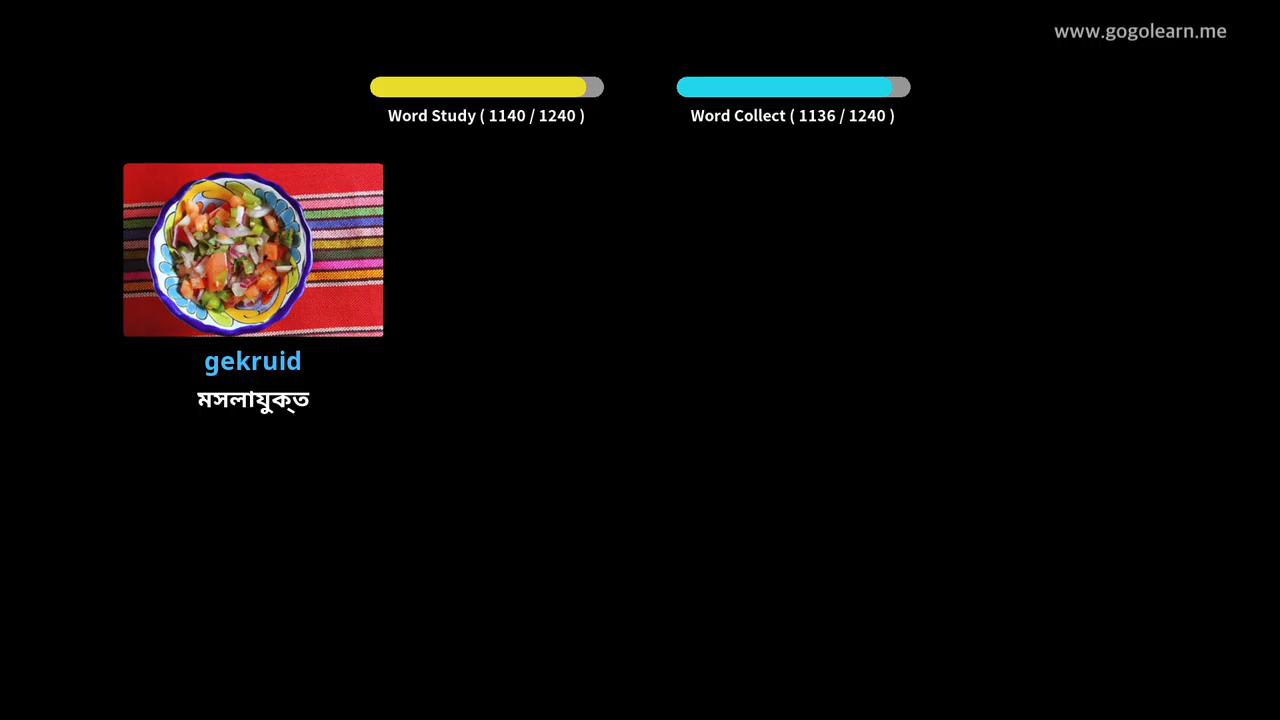 www.gogolearn.me
Word Study ( 1140 / 1240 )
Word Collect ( 1136 / 1240 )
gekruid
মসলাযুক্ত